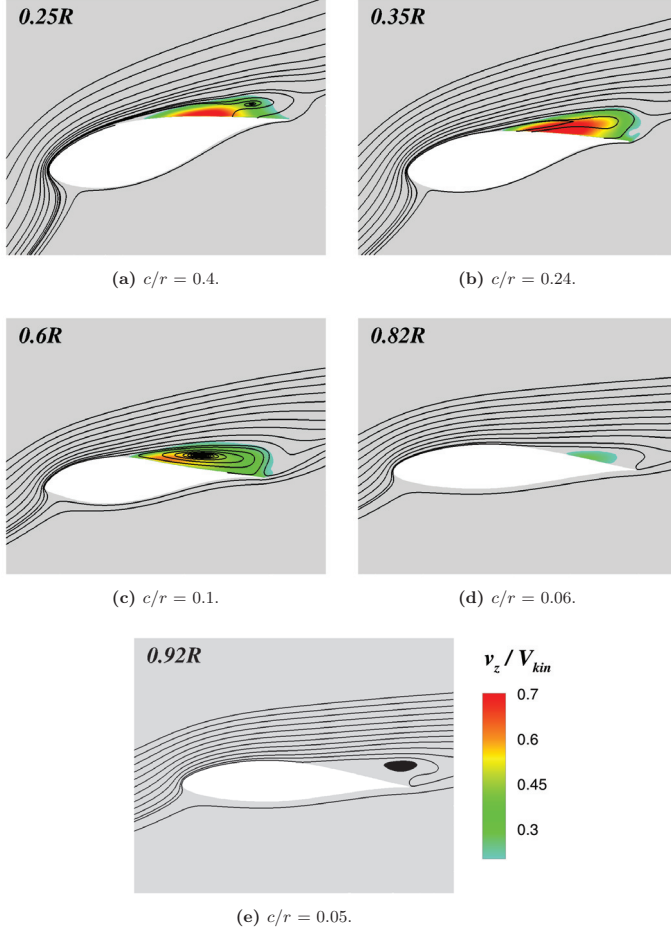 0.25R
0.35R
(a) c/r = 0.4.
(b) c/r = 0.24.
0.6R
0.82R
(c) c/r = 0.1.
(d) c/r = 0.06.
0.92R
v_z / V_kin
0.7
0.6
0.45
0.3
(e) c/r = 0.05.